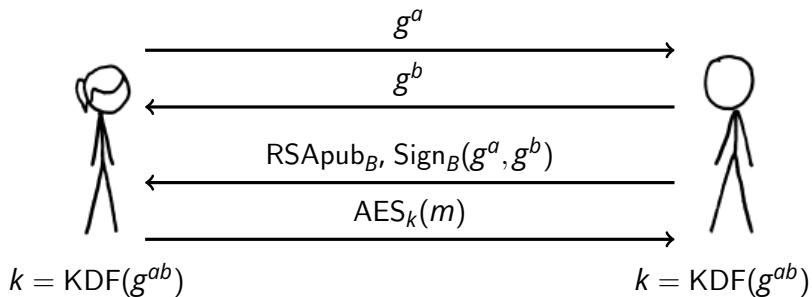 g^a
g^b
RSApub_B, Sign_B(g^a, g^b)
AES_k(m)
k = KDF(g^{ab})
k = KDF(g^{ab})